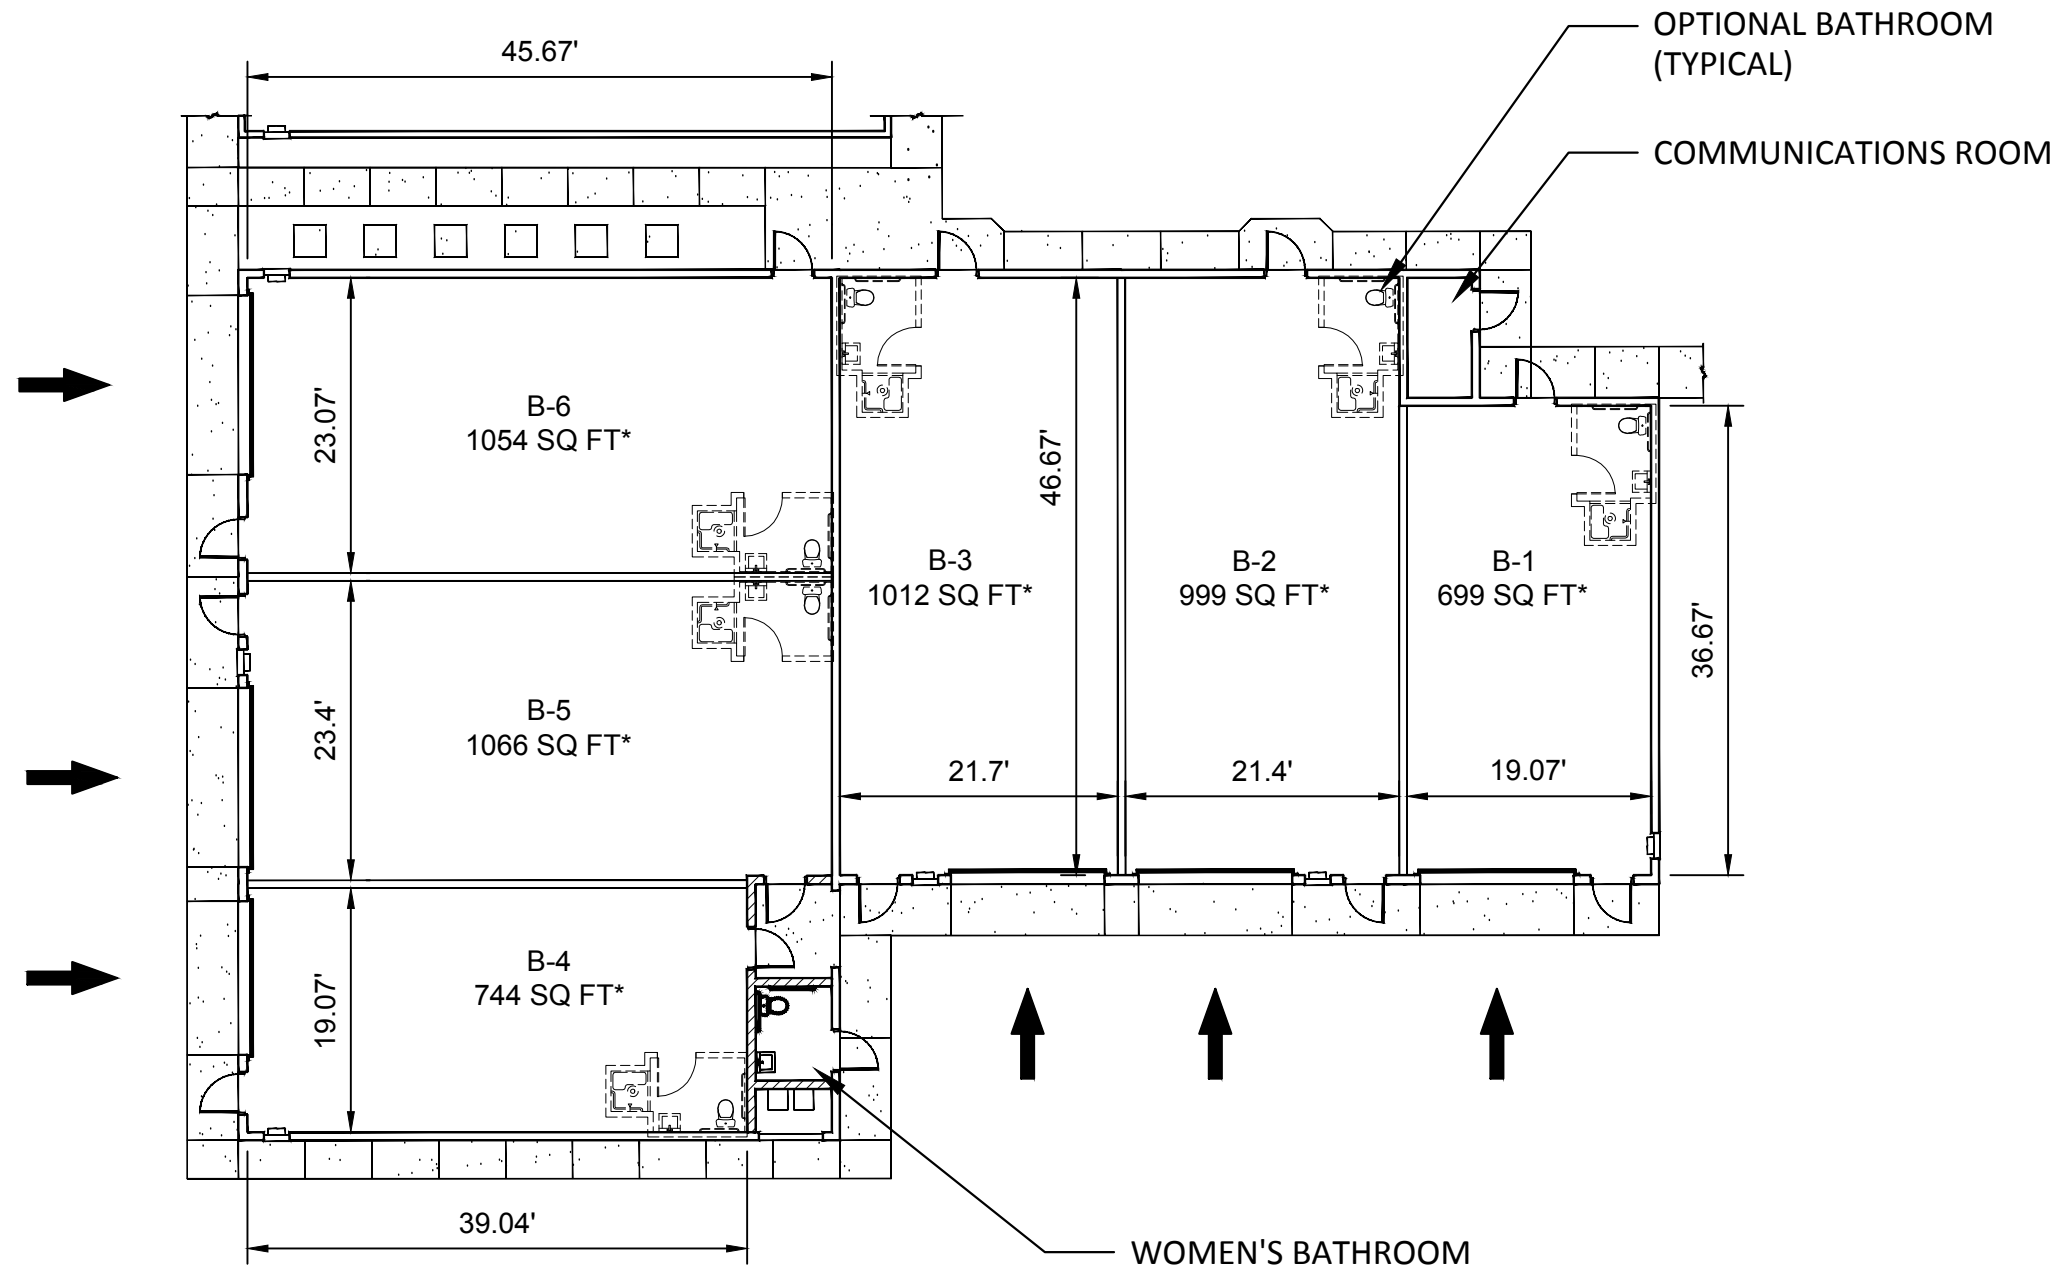 45.67'
OPTIONAL BATHROOM
(TYPICAL)
COMMUNICATIONS ROOM
23.07'
B-6
1054 SQ FT*
46.67'
B-3
1012 SQ FT*
B-2
999 SQ FT*
B-1
699 SQ FT*
36.67'
23.4'
B-5
1066 SQ FT*
21.7'
21.4'
19.07'
19.07'
B-4
744 SQ FT*
39.04'
WOMEN'S BATHROOM